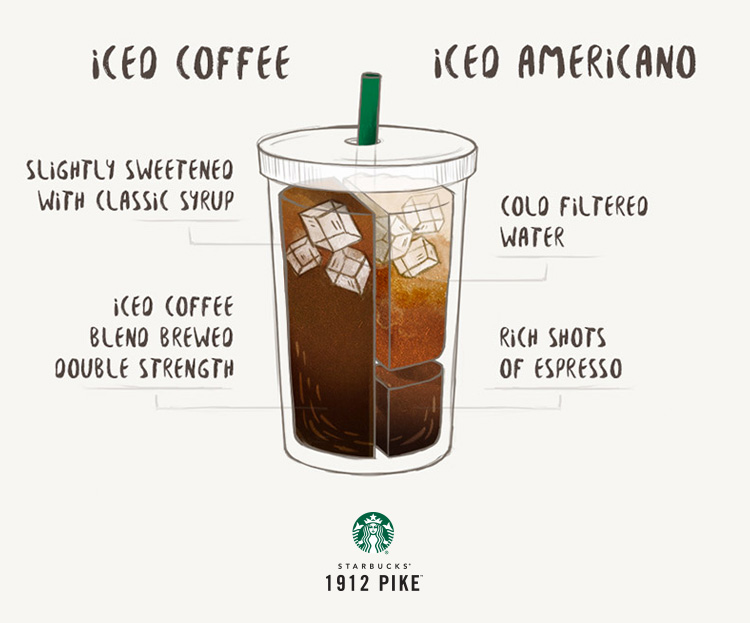 iCED COFFEE
iCED AMERiCANO
SLiGHTLY SWEETENED
WiTH CLASSiC SYRUP
iCED COFFEE
BLEND BREWED
DOUBLE STRENGTH
COLD FiLTERED
WATER
RiCH SHOTS
OF ESPRESSO
STARBUCKS®
1912 PIKE™